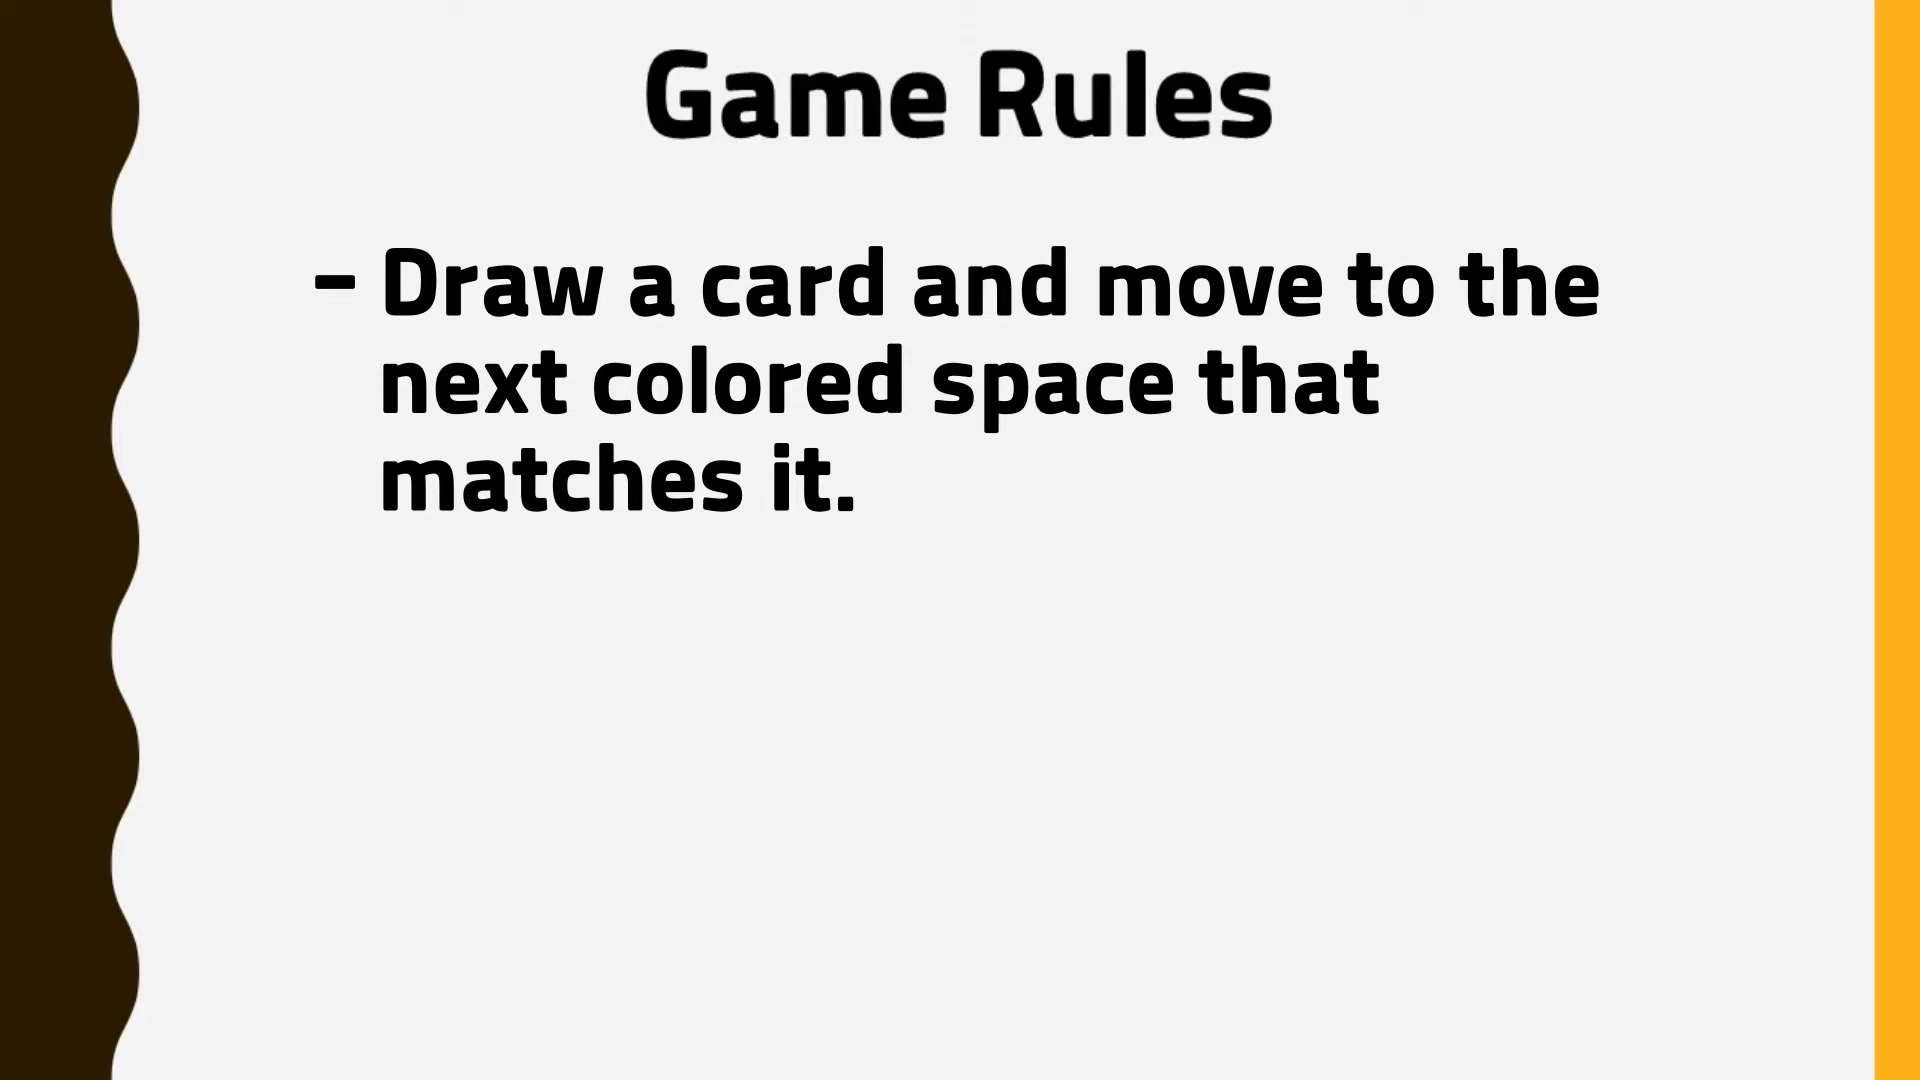 Game Rules
- Draw a card and move to the
next colored space that
matches it.